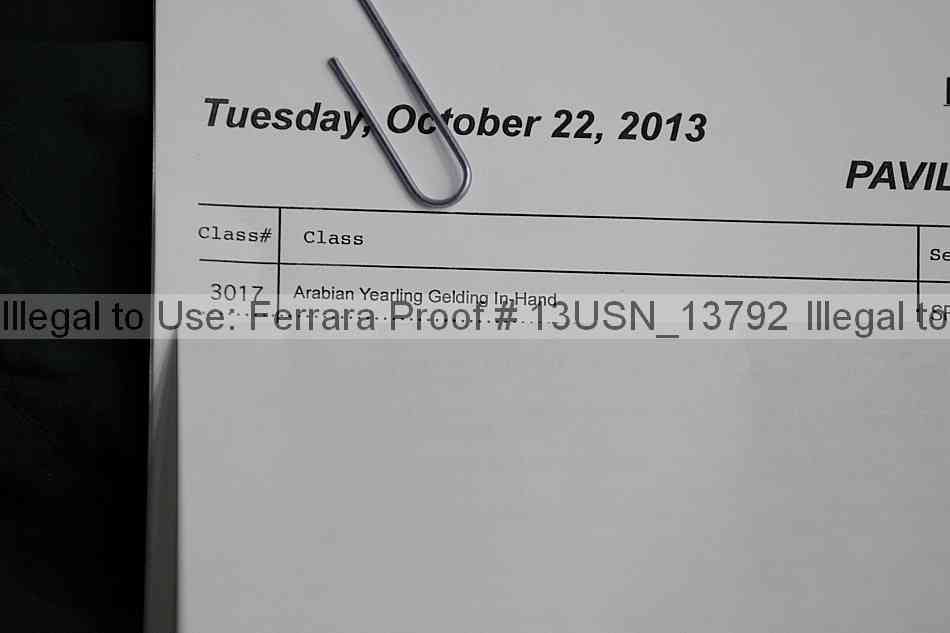 Tuesday, October 22, 2013
Class# Class
3017 Arabian Yearling Gelding In-Hand
Illegal to Use: Ferrara Proof # 13USN_13792 Illegal to